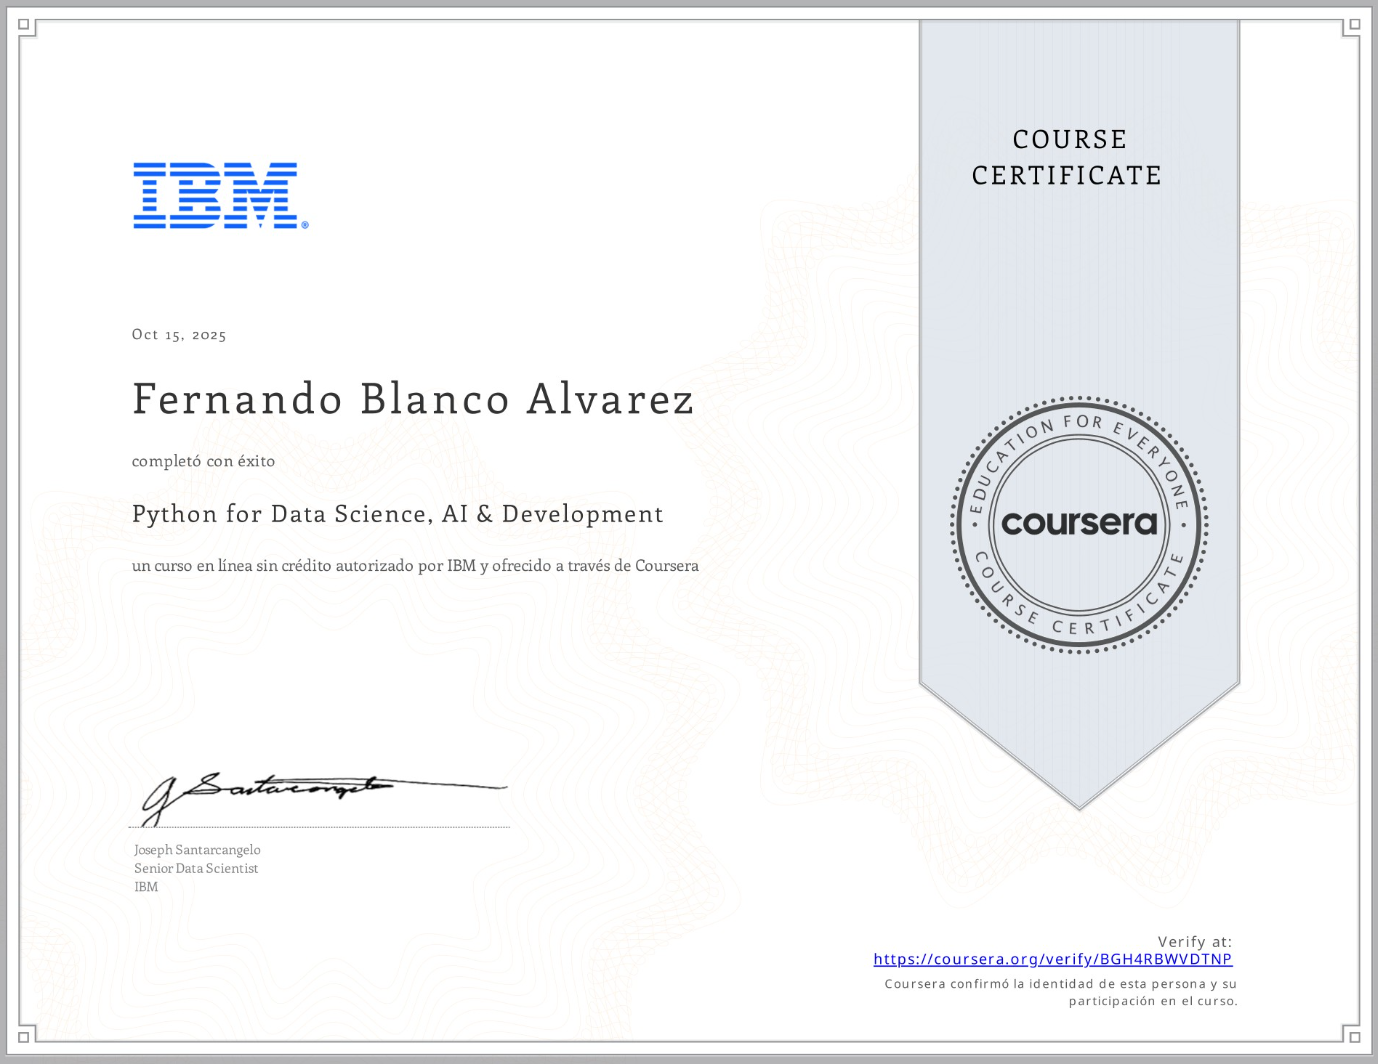 COURSE
CERTIFICATE
IBM®
Oct 15, 2025
Fernando Blanco Alvarez
completó con éxito
Python for Data Science, AI & Development
un curso en línea sin crédito autorizado por IBM y ofrecido a través de Coursera
EDUCATION FOR EVERYONE
coursera
COURSE CERTIFICATE
J Santarcangelo
Joseph Santarcangelo
Senior Data Scientist
IBM
Verify at:
https://coursera.org/verify/BGH4RBWVDTNP
Coursera confirmó la identidad de esta persona y su
participación en el curso.